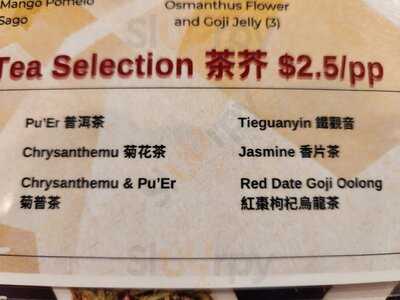 Mango Pomelo
Sago
Osmanthus Flower
and Goji Jelly (3)
Tea Selection 茶芥 $2.5/pp
Pu'Er 普洱茶
Tieguanyin 鐵觀音
Chrysanthemu 菊花茶
Jasmine 香片茶
Chrysanthemu & Pu'Er
菊普茶
Red Date Goji Oolong
紅棗枸杞烏龍茶